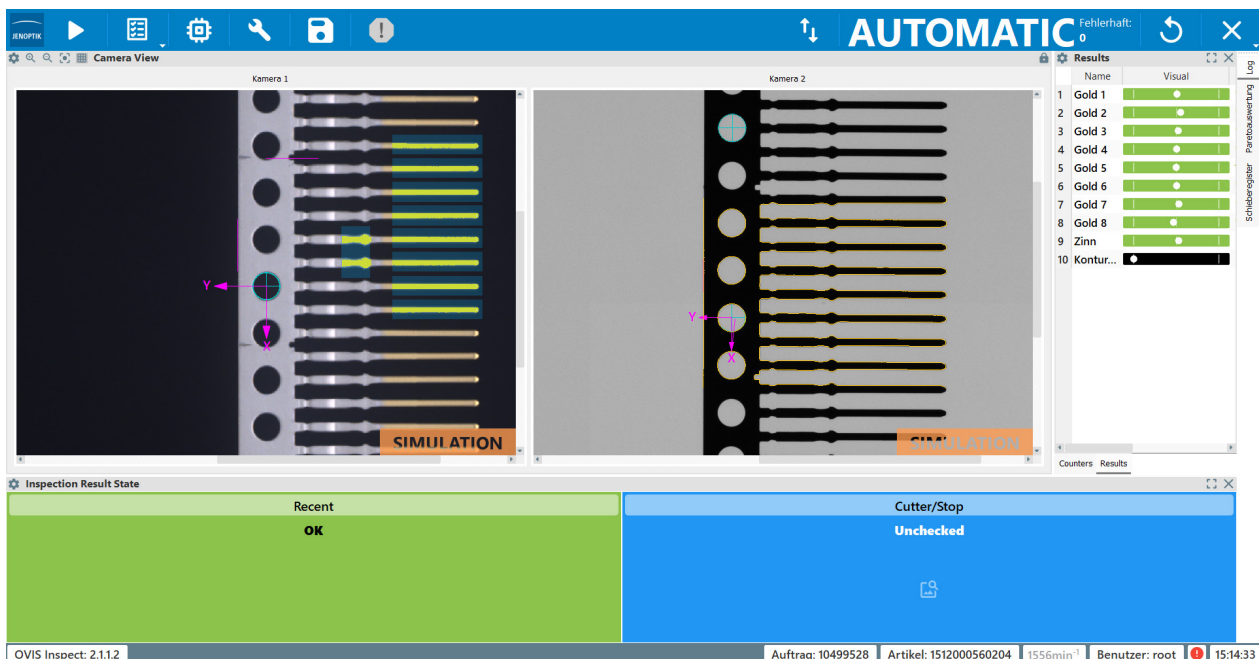 JENOPTIK
AUTOMATIC
Fehlerhaft:
0
Camera View
Kamera 1
Kamera 2
Y
X
SIMULATION
Y
X
SIMULATION
Results
Name Visual
1 Gold 1
2 Gold 2
3 Gold 3
4 Gold 4
5 Gold 5
6 Gold 6
7 Gold 7
8 Gold 8
9 Zinn
10 Kontur...
Counters Results
Log
Paretoauswertung
Schieberegister
Inspection Result State
Recent
OK
Cutter/Stop
Unchecked
OVIS Inspect: 2.1.1.2
Auftrag: 10499528
Artikel: 1512000560204
1556min⁻¹
Benutzer: root
15:14:33